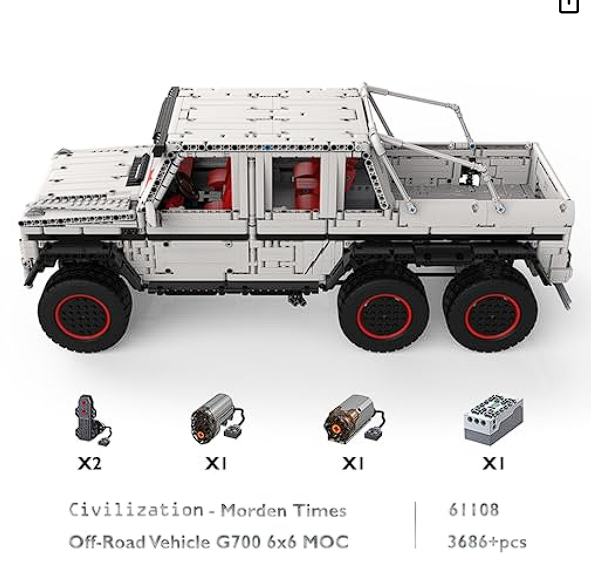 X2 X1 X1 X1
Civilization - Morden Times 61108
Off-Road Vehicle G700 6x6 MOC 3686+pcs